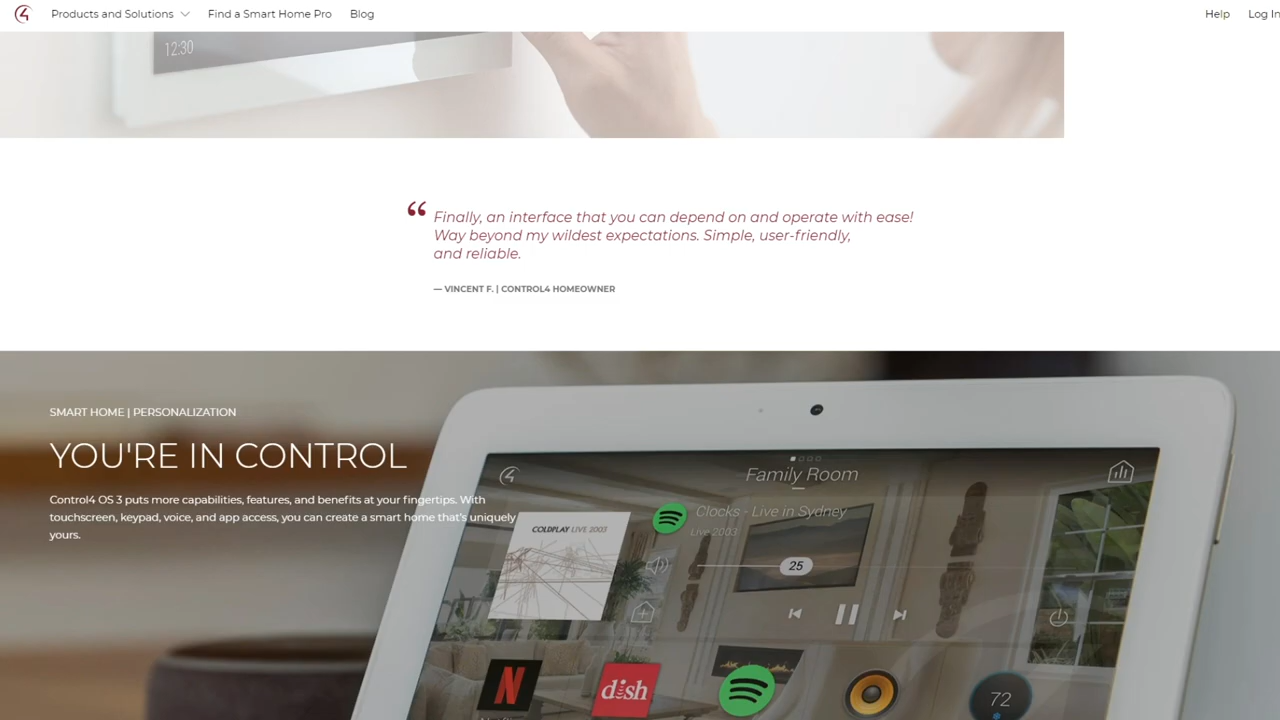 Products and Solutions
Find a Smart Home Pro
Blog
Help
Log In
12:30
“ Finally, an interface that you can depend on and operate with ease!
Way beyond my wildest expectations. Simple, user-friendly,
and reliable.
— VINCENT F. | CONTROL4 HOMEOWNER
SMART HOME | PERSONALIZATION
YOU'RE IN CONTROL
Control4 OS 3 puts more capabilities, features, and benefits at your fingertips. With
touchscreen, keypad, voice, and app access, you can create a smart home that's uniquely
yours.
Family Room
COLDPLAY LIVE 2003
Clocks - Live in Sydney
Live 2003
25
N
dish
72